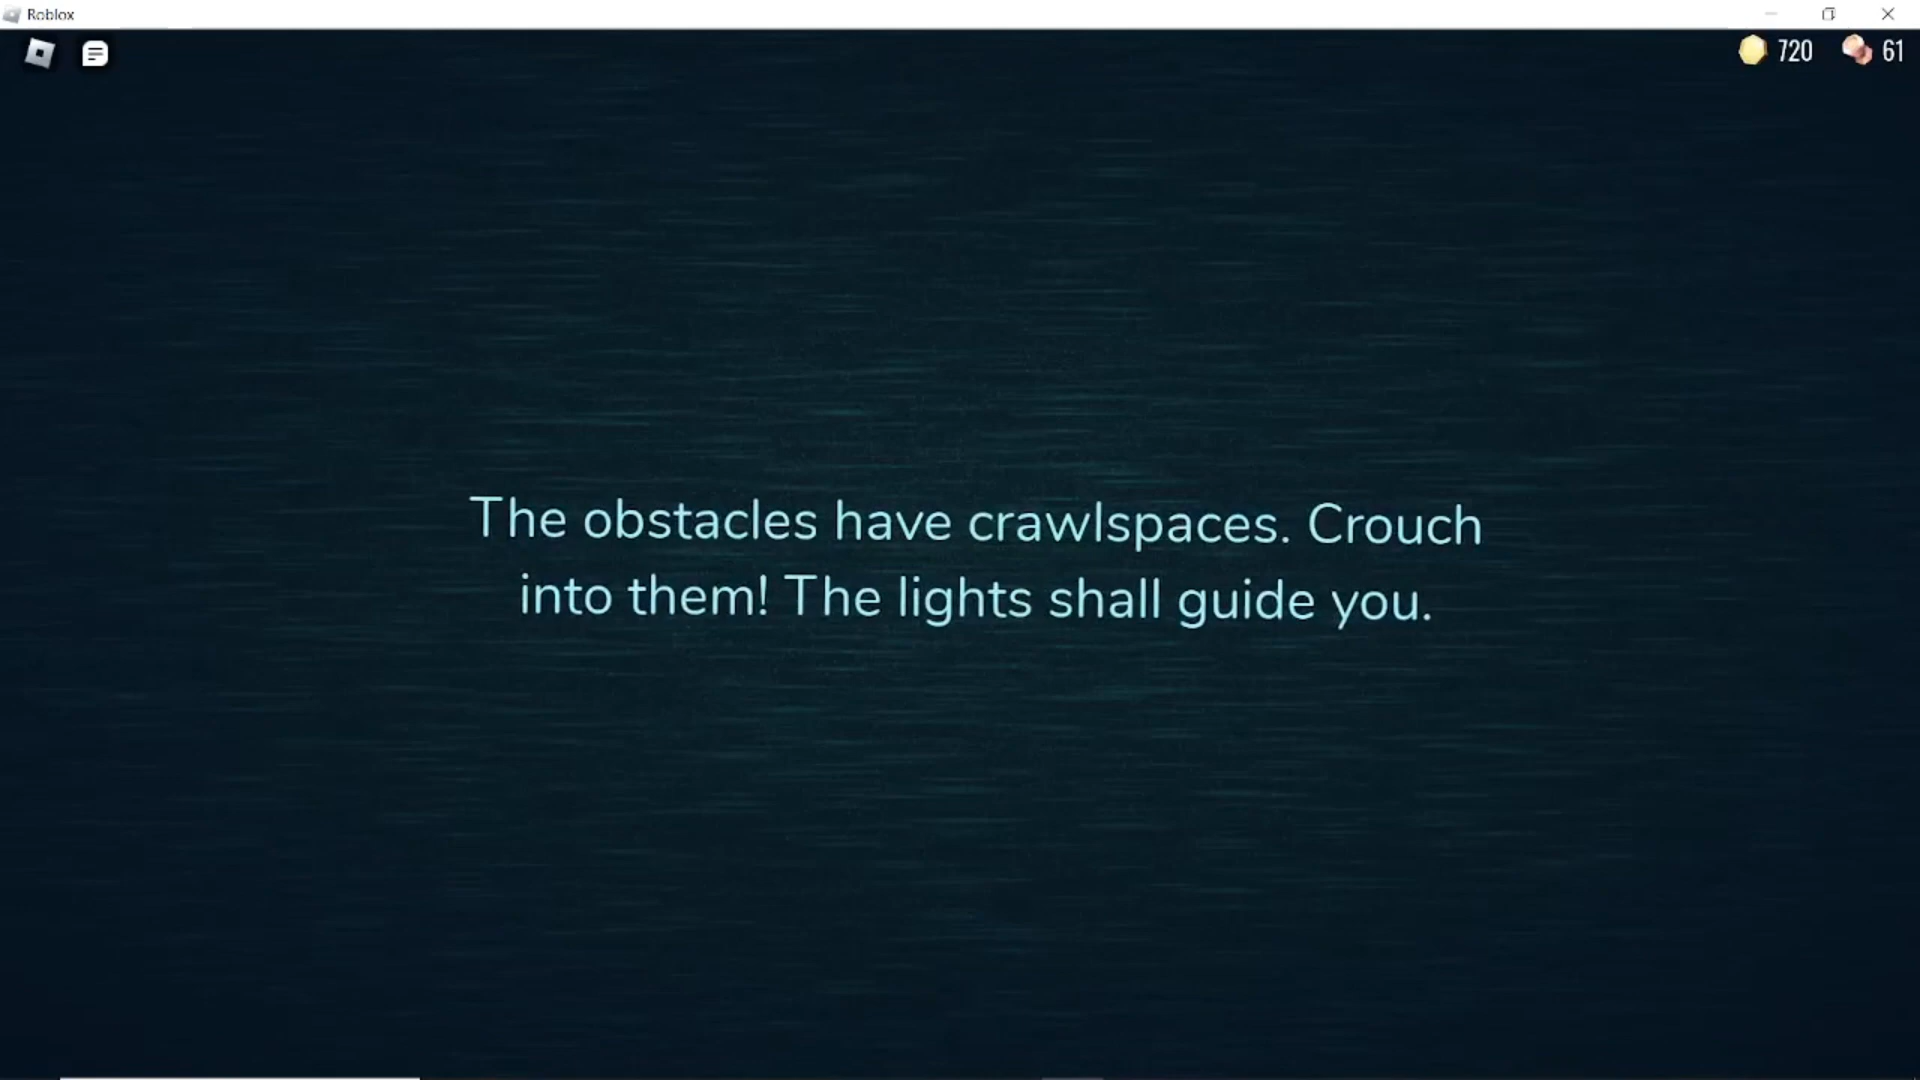 Roblox
720 61
The obstacles have crawlspaces. Crouch
into them! The lights shall guide you.